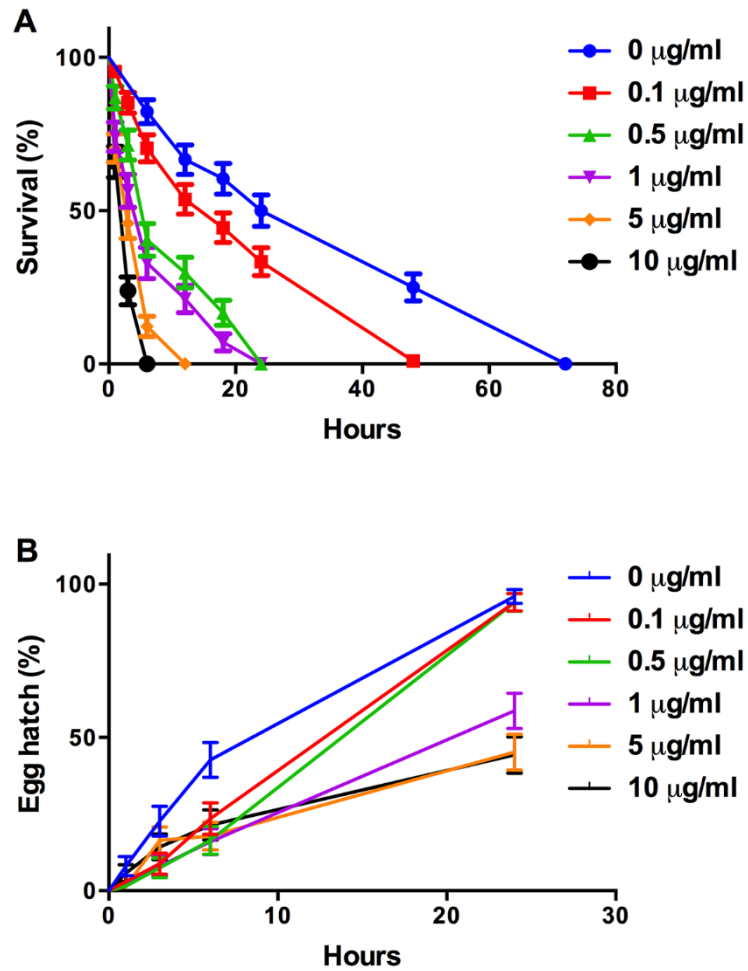 A
Survival (%)
100
50
0
0 20 40 60 80
Hours
0 μg/ml
0.1 μg/ml
0.5 μg/ml
1 μg/ml
5 μg/ml
10 μg/ml
B
Egg hatch (%)
100
50
0
0 10 20 30
Hours
0 μg/ml
0.1 μg/ml
0.5 μg/ml
1 μg/ml
5 μg/ml
10 μg/ml